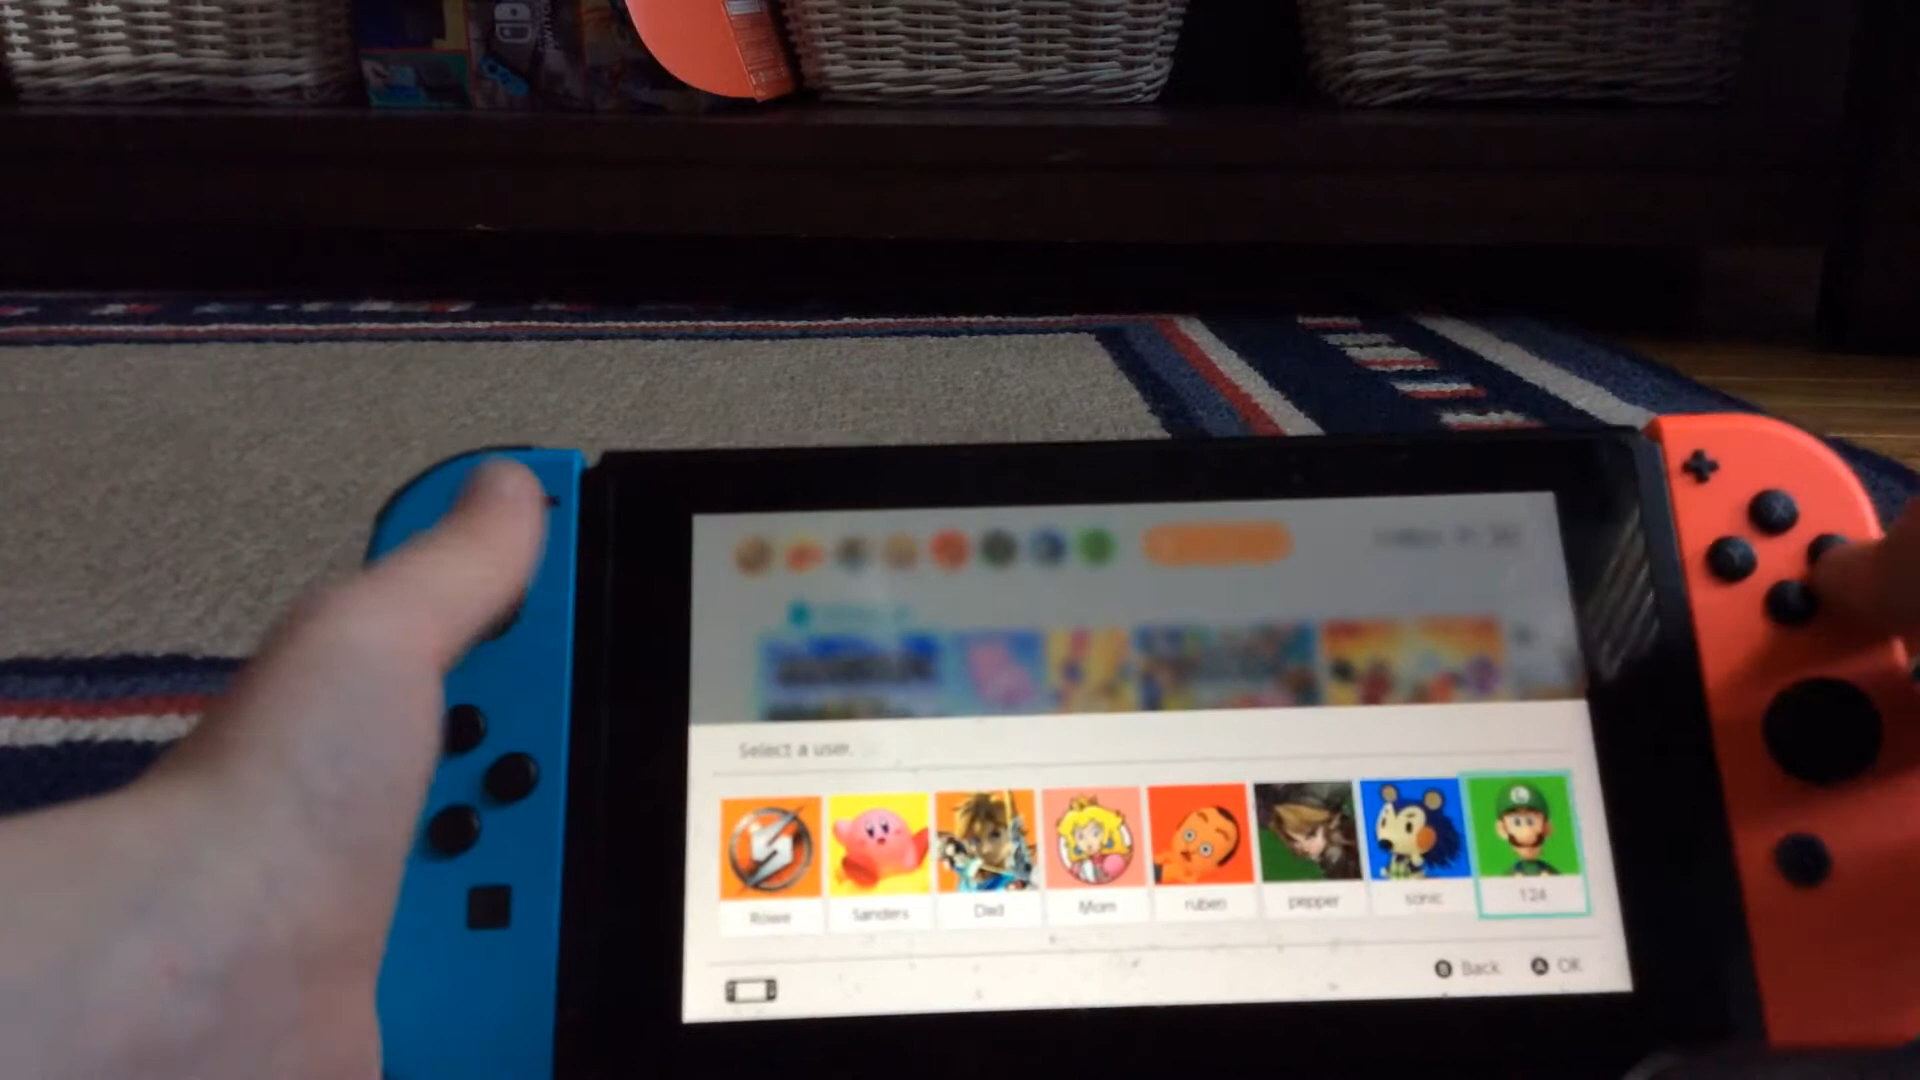 Select a user.
Rowe
Sanders
Dad
Mom
ruben
pepper
sonic
124
B Back
A OK
X
L